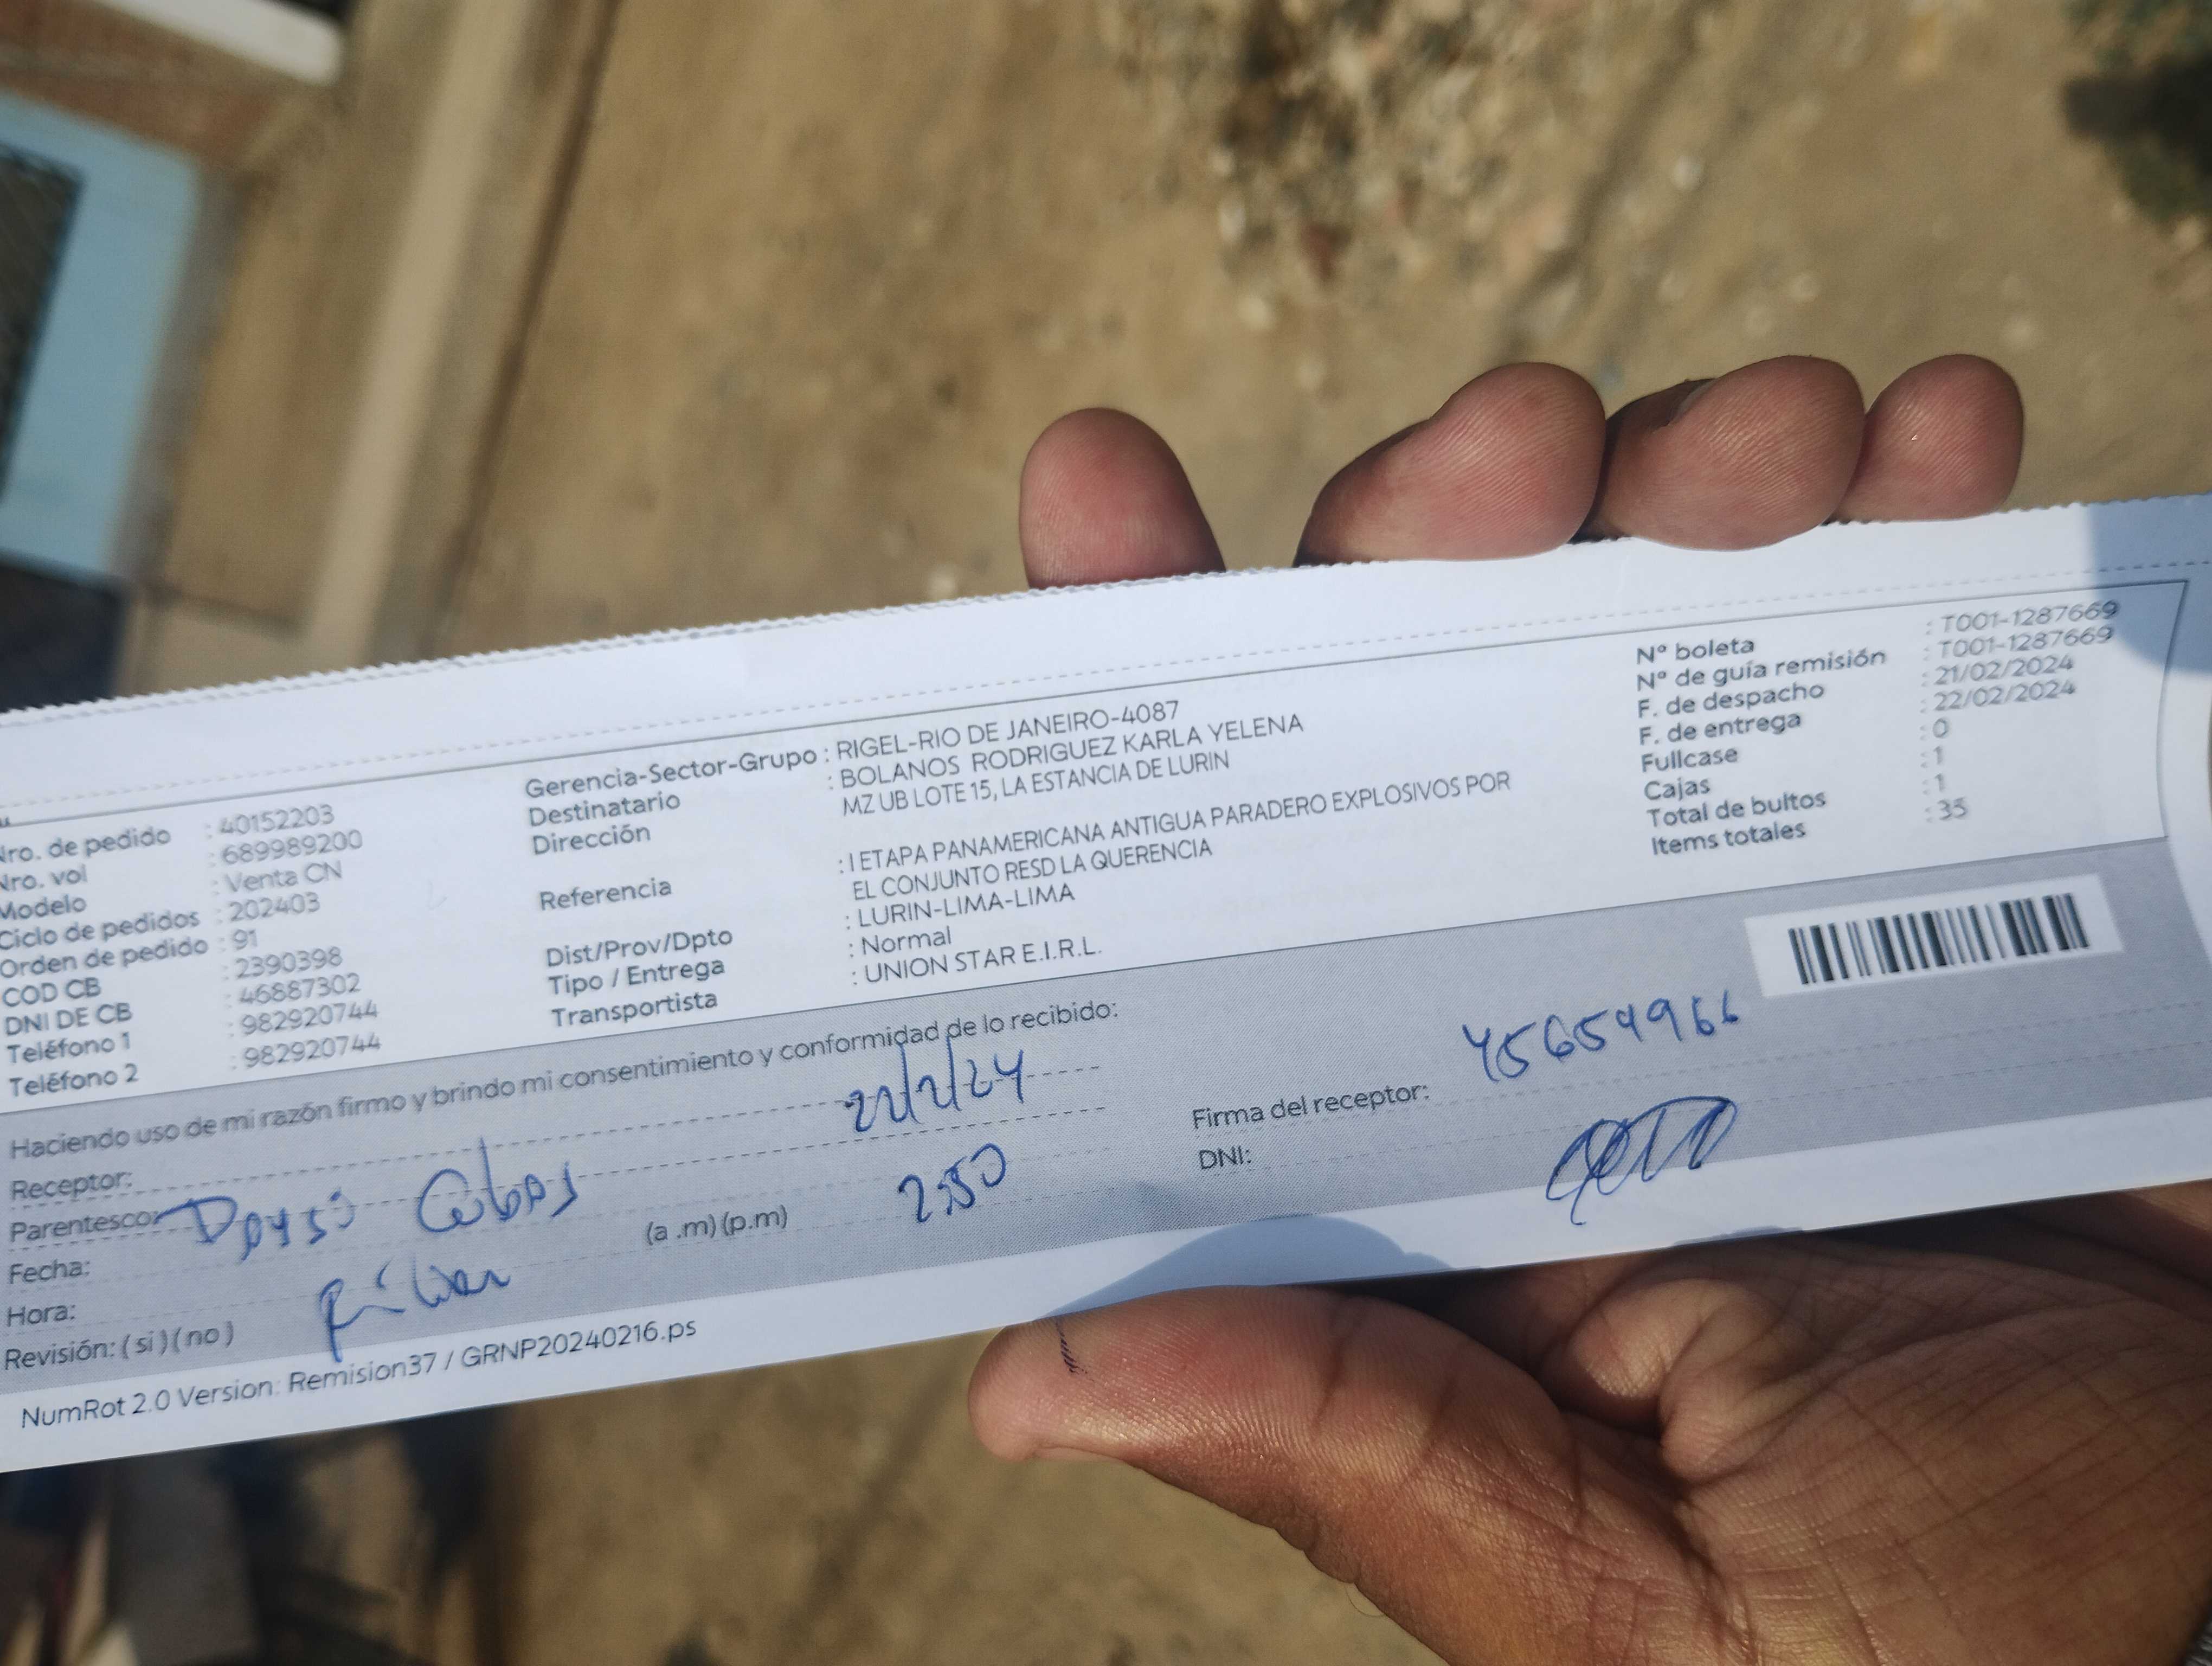 Nro. de pedido : 40152203
Nro. vol : 689989200
Modelo : Venta CN
Ciclo de pedidos : 202403
Orden de pedido : 91
COD CB : 2390398
DNI DE CB : 46887302
Teléfono 1 : 982920744
Teléfono 2 : 982920744
Gerencia-Sector-Grupo : RIGEL-RIO DE JANEIRO-4087
Destinatario : BOLANOS RODRIGUEZ KARLA YELENA
Dirección MZ UB LOTE 15, LA ESTANCIA DE LURIN
Referencia : I ETAPA PANAMERICANA ANTIGUA PARADERO EXPLOSIVOS POR
EL CONJUNTO RESD LA QUERENCIA
Dist/Prov/Dpto : LURIN-LIMA-LIMA
Tipo / Entrega : Normal
Transportista : UNION STAR E.I.R.L.
N° boleta : T001-1287669
N° de guía remisión : T001-1287669
F. de despacho : 21/02/2024
F. de entrega : 22/02/2024
Fullcase : 0
Cajas : 1
Total de bultos : 1
Items totales : 35
Haciendo uso de mi razón firmo y brindo mi consentimiento y conformidad de lo recibido:
Receptor:
Parentesco:
Fecha:
Hora: (a .m) (p.m) 2:50
Revisión: ( si ) ( no )
Firma del receptor: 45659966
DNI:
NumRot 2.0 Version: Remision37 / GRNP20240216.ps